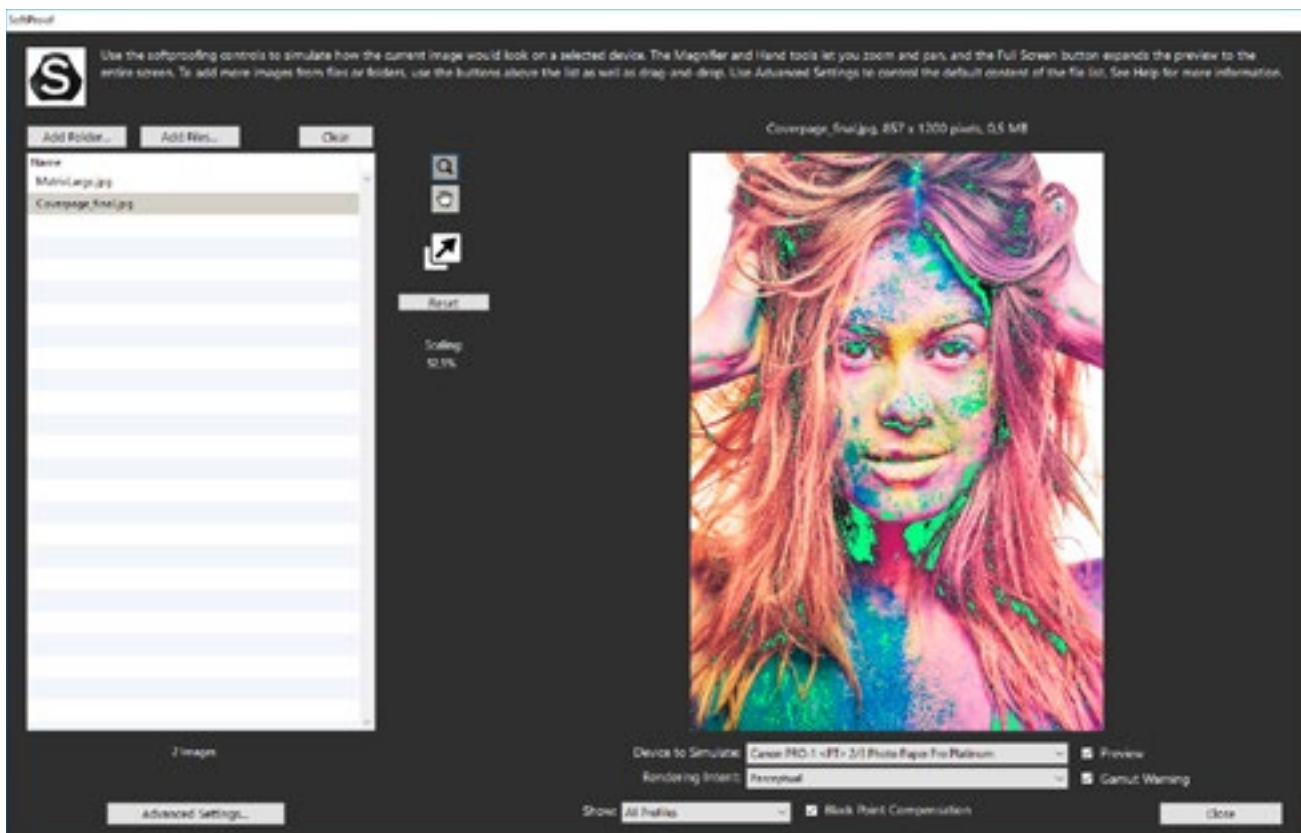 SoftProof
Use the softproofing controls to simulate how the current image would look on a selected device. The Magnifier and Hand tools let you zoom and pan, and the Full Screen button expands the preview to the
entire screen. To add more images from files or folders, use the buttons above the list as well as drag-and-drop. Use Advanced Settings to control the default content of the file list. See Help for more information.
S
Add Folder... Add Files... Clear
Coverpage_final.jpg, 857 x 1200 pixels, 0,5 MB
Name
MatrixLarge.jpg
Coverpage_final.jpg
Reset
Scaling:
52.5%
2 Images
Device to Simulate: Canon PRO-1 <PT> 2/3 Photo Paper Pro Platinum Preview
Rendering Intent: Perceptual Gamut Warning
Advanced Settings... Show: All Profiles Black Point Compensation Close